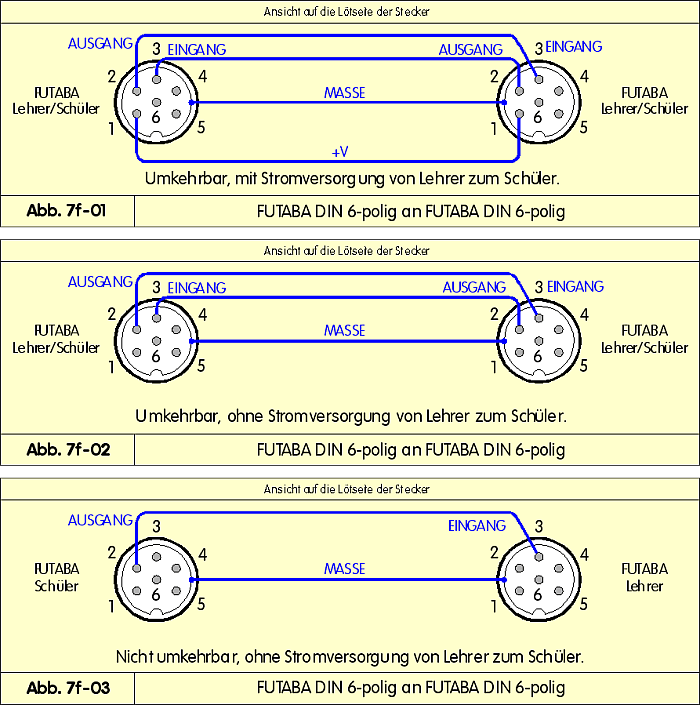 Ansicht auf die Lötseite der Stecker
AUSGANG 3 EINGANG AUSGANG 3 EINGANG
2 4 2 4
FUTABA FUTABA
Lehrer/Schüler MASSE Lehrer/Schüler
6 6
1 5 1 5
+V
Umkehrbar, mit Stromversorgung von Lehrer zum Schüler.
Abb. 7f-01 FUTABA DIN 6-polig an FUTABA DIN 6-polig
Ansicht auf die Lötseite der Stecker
AUSGANG 3 EINGANG AUSGANG 3 EINGANG
2 4 2 4
FUTABA MASSE FUTABA
Lehrer/Schüler Lehrer/Schüler
6 6
1 5 1 5
Umkehrbar, ohne Stromversorgung von Lehrer zum Schüler.
Abb. 7f-02 FUTABA DIN 6-polig an FUTABA DIN 6-polig
Ansicht auf die Lötseite der Stecker
AUSGANG 3 EINGANG 3
2 4 2 4
FUTABA MASSE FUTABA
Schüler Lehrer
6 6
1 5 1 5
Nicht umkehrbar, ohne Stromversorgung von Lehrer zum Schüler.
Abb. 7f-03 FUTABA DIN 6-polig an FUTABA DIN 6-polig